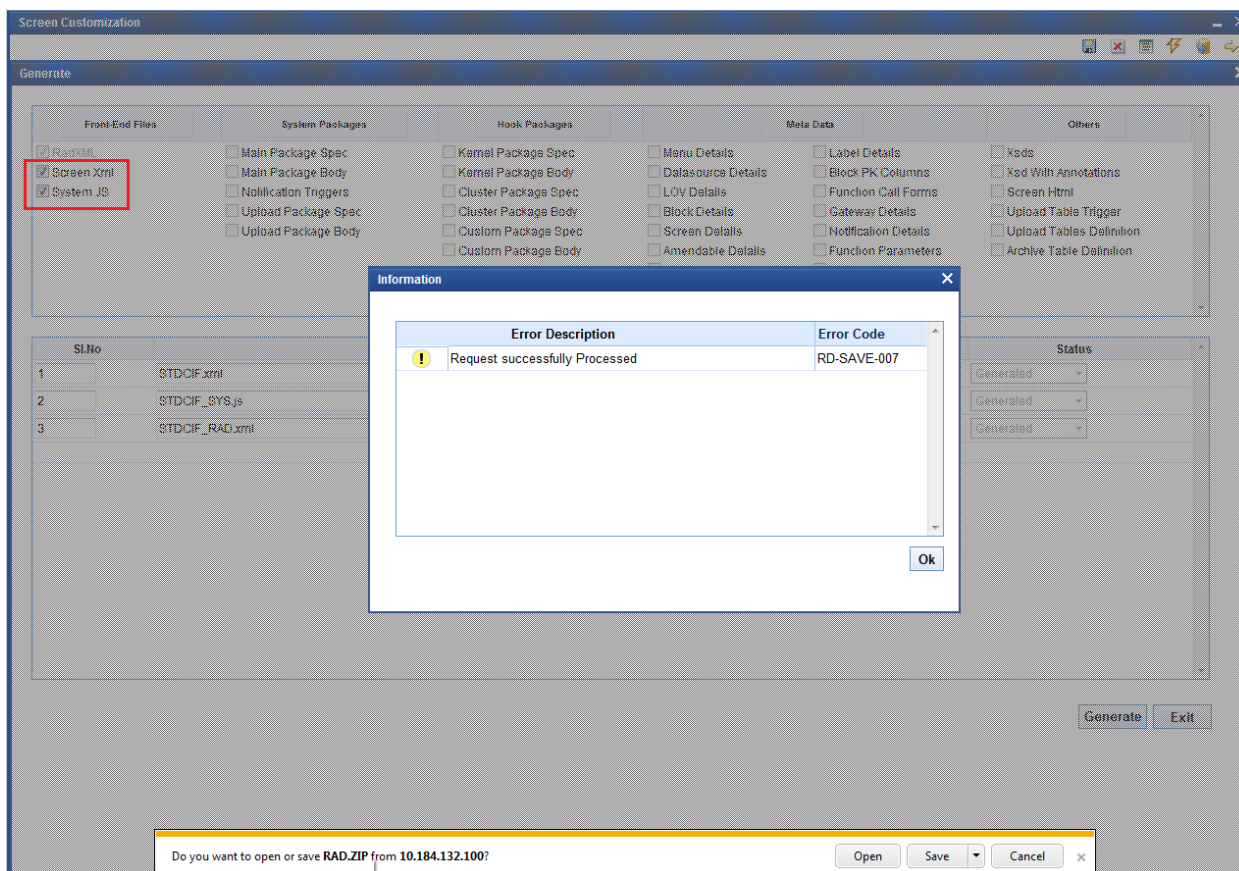 Screen Customization
Generate
Front-End Files System Packages Hook Packages Meta Data Others
RadXML Main Package Spec Kernel Package Spec Menu Details Label Details Xsds
Screen Xml Main Package Body Kernel Package Body Datasource Details Block PK Columns Xsd With Annotations
System JS Notification Triggers Cluster Package Spec LOV Details Function Call Forms Screen Html
Upload Package Spec Cluster Package Body Block Details Gateway Details Upload Table Trigger
Upload Package Body Custom Package Spec Screen Details Notification Details Upload Tables Definition
Custom Package Body Amendable Details Function Parameters Archive Table Definition
Information
Error Description Error Code
Request successfully Processed RD-SAVE-007
Ok
Sl.No Status
1 STDCIF.xml Generated
2 STDCIF_SYS.js Generated
3 STDCIF_RAD.xml Generated
Generate Exit
Do you want to open or save RAD.ZIP from 10.184.132.100? Open Save Cancel